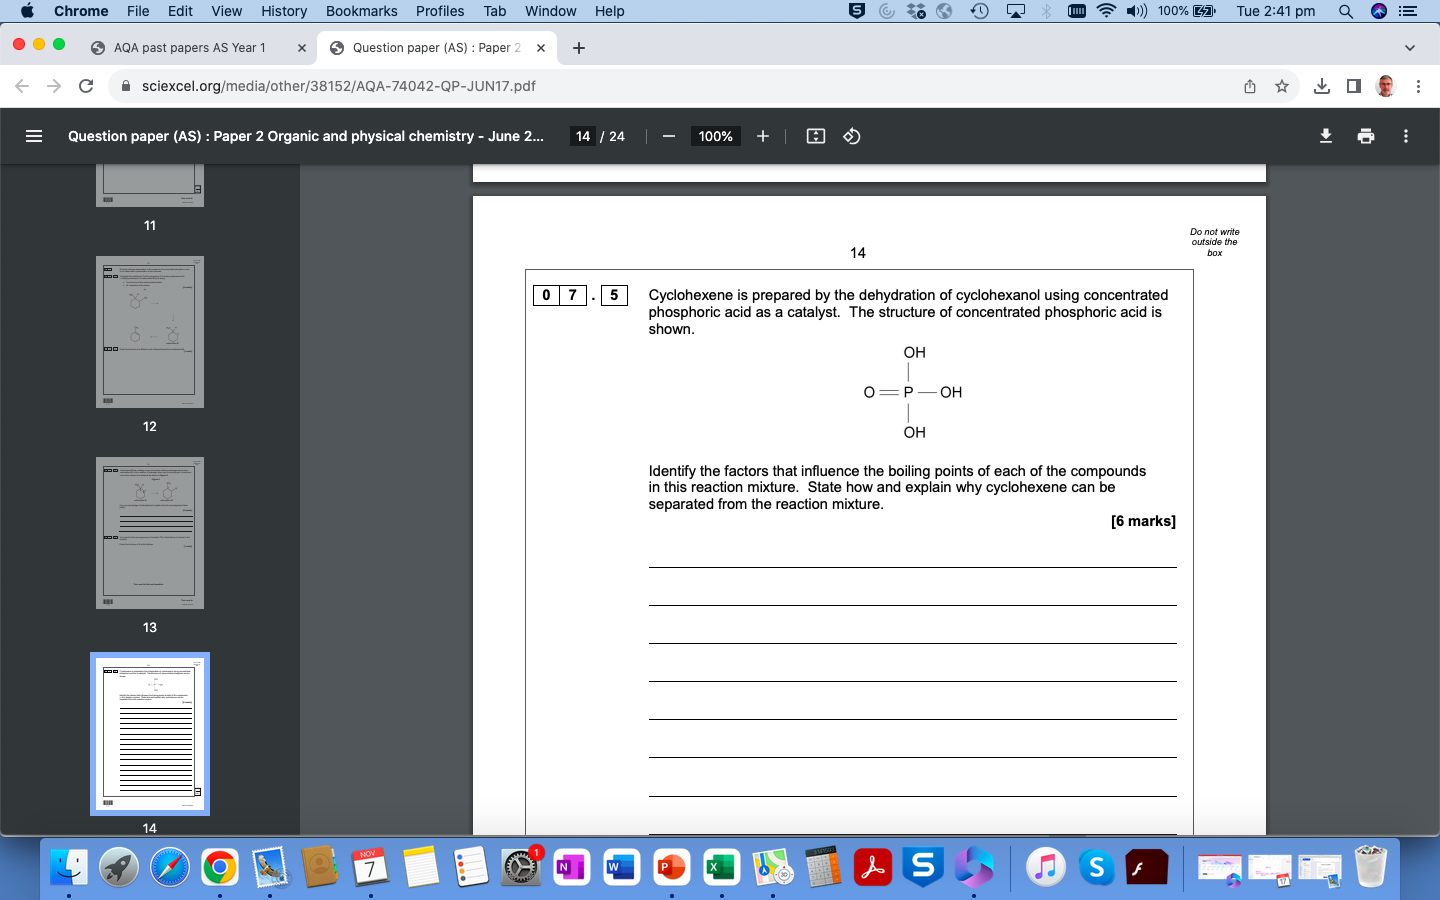 Chrome File Edit View History Bookmarks Profiles Tab Window Help
100% Tue 2:41 pm
AQA past papers AS Year 1
Question paper (AS) : Paper 2
sciexcel.org/media/other/38152/AQA-74042-QP-JUN17.pdf
Question paper (AS) : Paper 2 Organic and physical chemistry - June 2...
14 / 24
100%
11
12
13
14
Do not write
outside the
box
14
0 7 . 5
Cyclohexene is prepared by the dehydration of cyclohexanol using concentrated
phosphoric acid as a catalyst. The structure of concentrated phosphoric acid is
shown.
OH
O P OH
OH
Identify the factors that influence the boiling points of each of the compounds
in this reaction mixture. State how and explain why cyclohexene can be
separated from the reaction mixture.
[6 marks]
NOV
7
1
N
W
P
X
3D
S
S
f
17